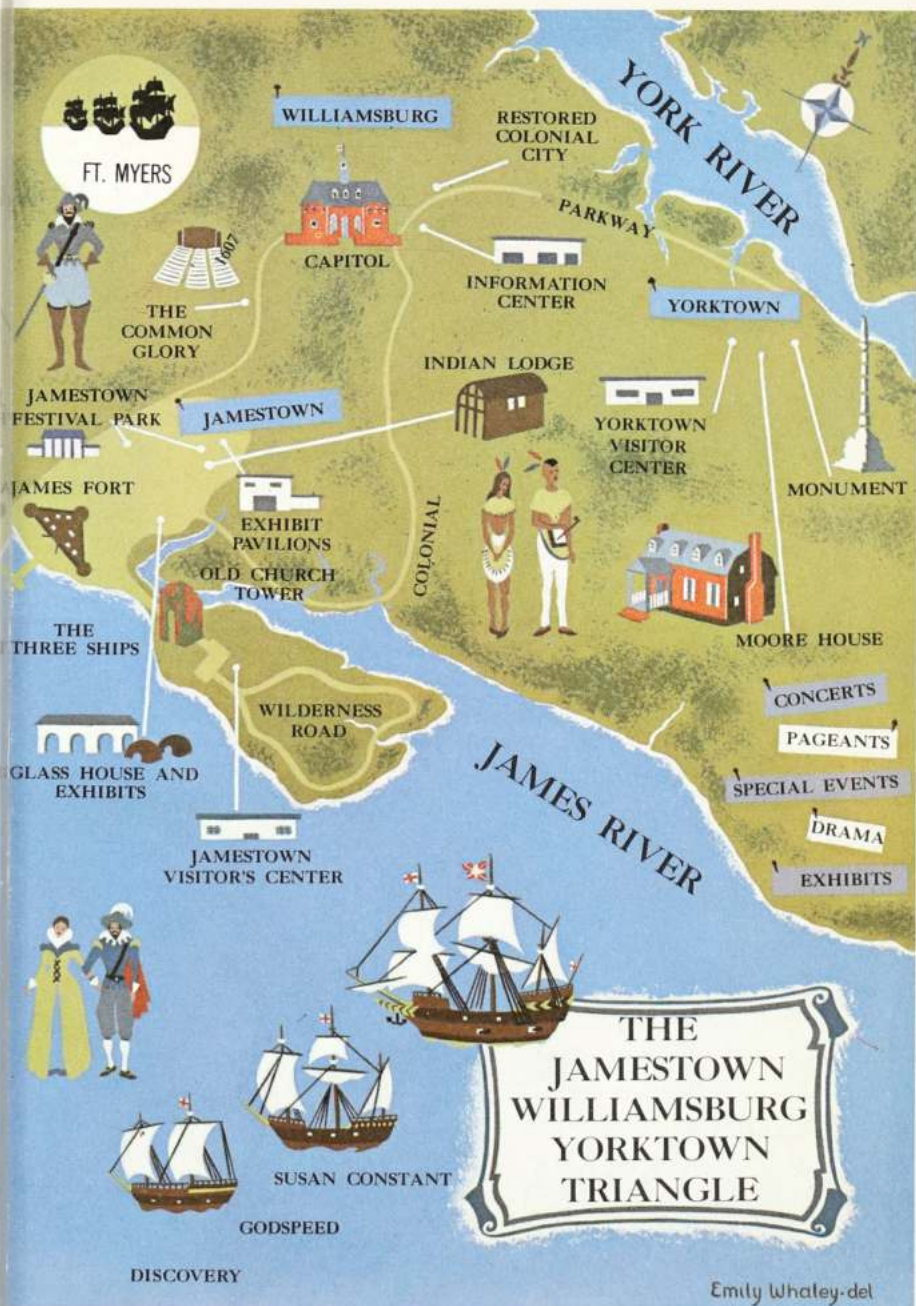 FT. MYERS
WILLIAMSBURG
RESTORED
COLONIAL
CITY
YORK RIVER
PARKWAY
CAPITOL
1607
THE
COMMON
GLORY
INFORMATION
CENTER
YORKTOWN
INDIAN LODGE
JAMESTOWN
FESTIVAL PARK
JAMESTOWN
YORKTOWN
VISITOR
CENTER
MONUMENT
JAMES FORT
EXHIBIT
PAVILIONS
COLONIAL
OLD CHURCH
TOWER
THE
THREE SHIPS
MOORE HOUSE
WILDERNESS
ROAD
CONCERTS
PAGEANTS
SPECIAL EVENTS
DRAMA
EXHIBITS
GLASS HOUSE AND
EXHIBITS
JAMES RIVER
JAMESTOWN
VISITOR'S CENTER
THE
JAMESTOWN
WILLIAMSBURG
YORKTOWN
TRIANGLE
SUSAN CONSTANT
GODSPEED
DISCOVERY
Emily Whaley-del